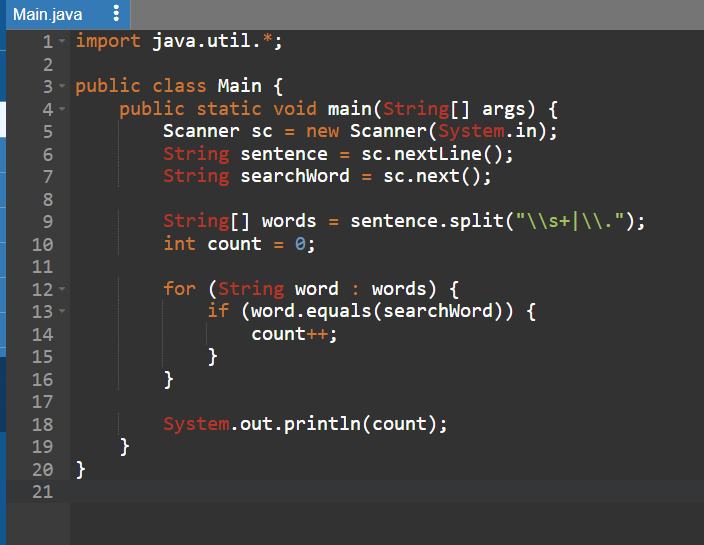 Main.java
1 import java.util.*;
2
3 public class Main {
4     public static void main(String[] args) {
5         Scanner sc = new Scanner(System.in);
6         String sentence = sc.nextLine();
7         String searchWord = sc.next();
8
9         String[] words = sentence.split("\\s+|\\.");
10         int count = 0;
11
12         for (String word : words) {
13             if (word.equals(searchWord)) {
14                 count++;
15             }
16         }
17
18         System.out.println(count);
19     }
20 }
21